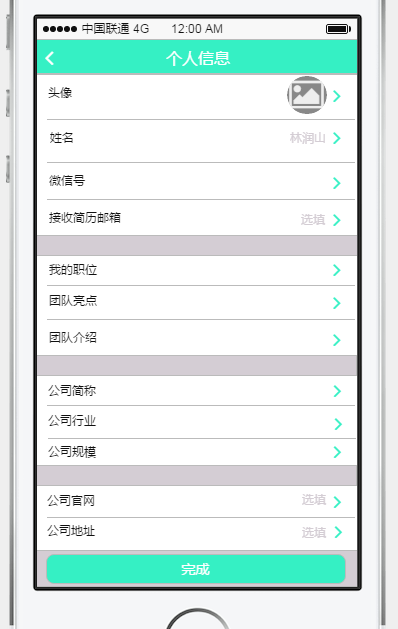 中国联通 4G 12:00 AM
个人信息
头像
姓名 林润山
微信号
接收简历邮箱 选填
我的职位
团队亮点
团队介绍
公司简称
公司行业
公司规模
公司官网 选填
公司地址 选填
完成